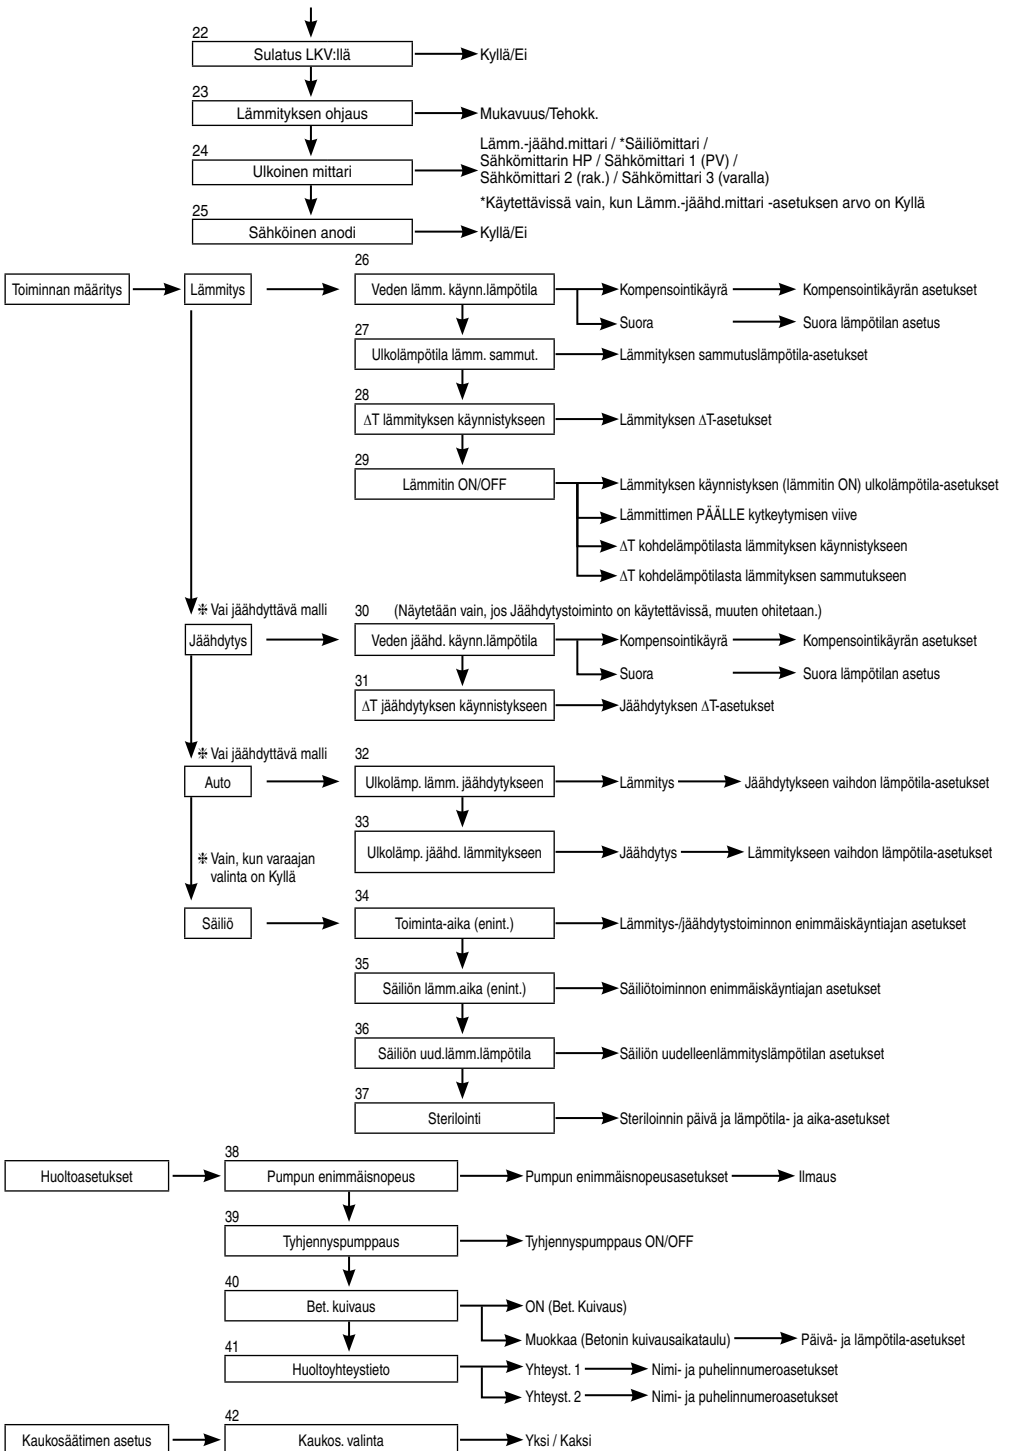 22
Sulatus LKV:llä
Kyllä/Ei
23
Lämmityksen ohjaus
Mukavuus/Tehokk.
24
Ulkoinen mittari
Lämm.-jäähd.mittari / *Säiliömittari /
Sähkömittarin HP / Sähkömittari 1 (PV) /
Sähkömittari 2 (rak.) / Sähkömittari 3 (varalla)
*Käytettävissä vain, kun Lämm.-jäähd.mittari -asetuksen arvo on Kyllä
25
Sähköinen anodi
Kyllä/Ei
26
Toiminnan määritys
Lämmitys
Veden lämm. käynn.lämpötila
Kompensointikäyrä
Kompensointikäyrän asetukset
Suora
Suora lämpötilan asetus
27
Ulkolämpötila lämm. sammut.
Lämmityksen sammutuslämpötila-asetukset
28
ΔT lämmityksen käynnistykseen
Lämmityksen ΔT-asetukset
29
Lämmitin ON/OFF
Lämmityksen käynnistyksen (lämmitin ON) ulkolämpötila-asetukset
Lämmittimen PÄÄLLE kytkeytymisen viive
ΔT kohdelämpötilasta lämmityksen käynnistykseen
ΔT kohdelämpötilasta lämmityksen sammutukseen
❉ Vai jäähdyttävä malli
30
(Näytetään vain, jos Jäähdytystoiminto on käytettävissä, muuten ohitetaan.)
Jäähdytys
Veden jäähd. käynn.lämpötila
Kompensointikäyrä
Kompensointikäyrän asetukset
Suora
Suora lämpötilan asetus
31
ΔT jäähdytyksen käynnistykseen
Jäähdytyksen ΔT-asetukset
❉ Vai jäähdyttävä malli
32
Auto
Ulkolämp. lämm. jäähdytykseen
Lämmitys
Jäähdytykseen vaihdon lämpötila-asetukset
33
Ulkolämp. jäähd. lämmitykseen
Jäähdytys
Lämmitykseen vaihdon lämpötila-asetukset
❉ Vain, kun varaajan
valinta on Kyllä
34
Säiliö
Toiminta-aika (enint.)
Lämmitys-/jäähdytystoiminnon enimmäiskäyntiajan asetukset
35
Säiliön lämm.aika (enint.)
Säiliötoiminnon enimmäiskäyntiajan asetukset
36
Säiliön uud.lämm.lämpötila
Säiliön uudelleenlämmityslämpötilan asetukset
37
Sterilointi
Steriloinnin päivä ja lämpötila- ja aika-asetukset
38
Huoltoasetukset
Pumpun enimmäisnopeus
Pumpun enimmäisnopeusasetukset
Ilmaus
39
Tyhjennyspumppaus
Tyhjennyspumppaus ON/OFF
40
Bet. kuivaus
ON (Bet. Kuivaus)
Muokkaa (Betonin kuivausaikataulu)
Päivä- ja lämpötila-asetukset
41
Huoltoyhteystieto
Yhteyst. 1
Nimi- ja puhelinnumeroasetukset
Yhteyst. 2
Nimi- ja puhelinnumeroasetukset
42
Kaukosäätimen asetus
Kaukos. valinta
Yksi / Kaksi